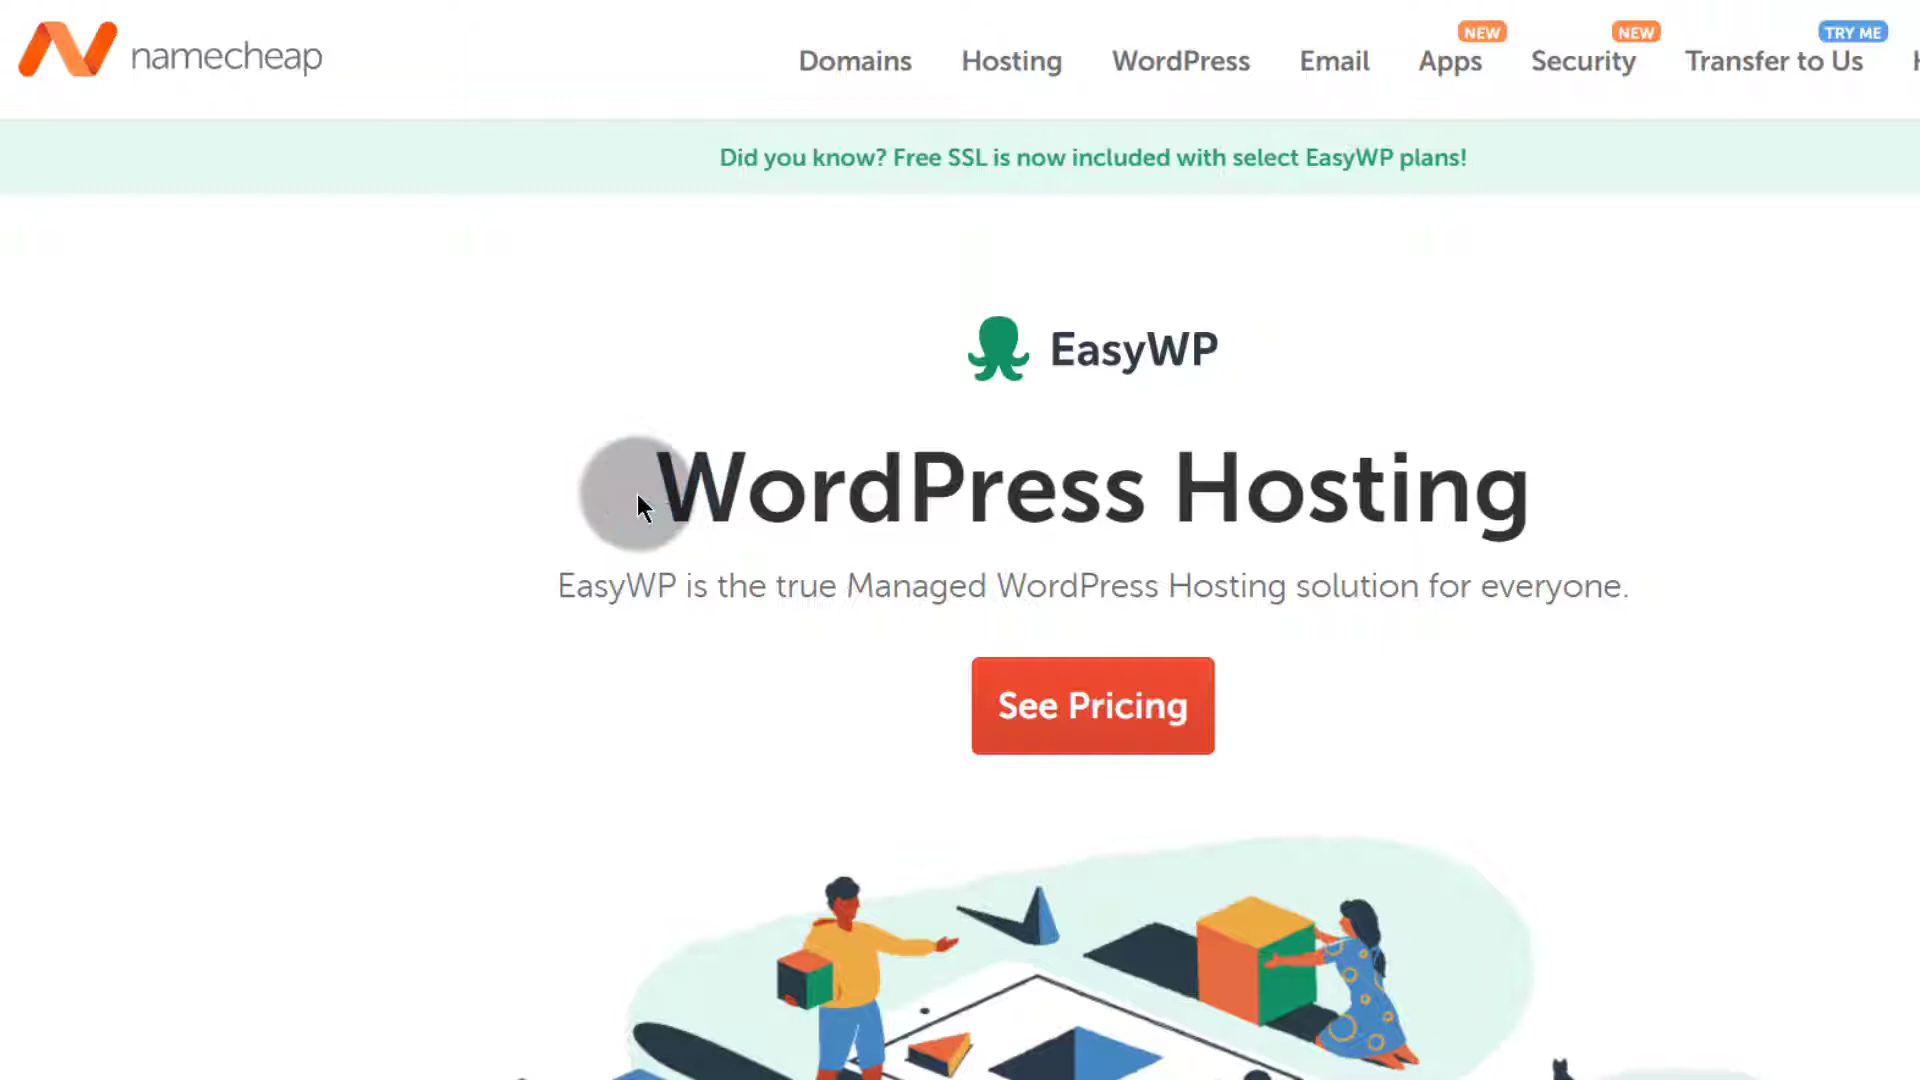 namecheap
Domains Hosting WordPress Email Apps NEW Security NEW Transfer to Us TRY ME
Did you know? Free SSL is now included with select EasyWP plans!
EasyWP
WordPress Hosting
EasyWP is the true Managed WordPress Hosting solution for everyone.
See Pricing